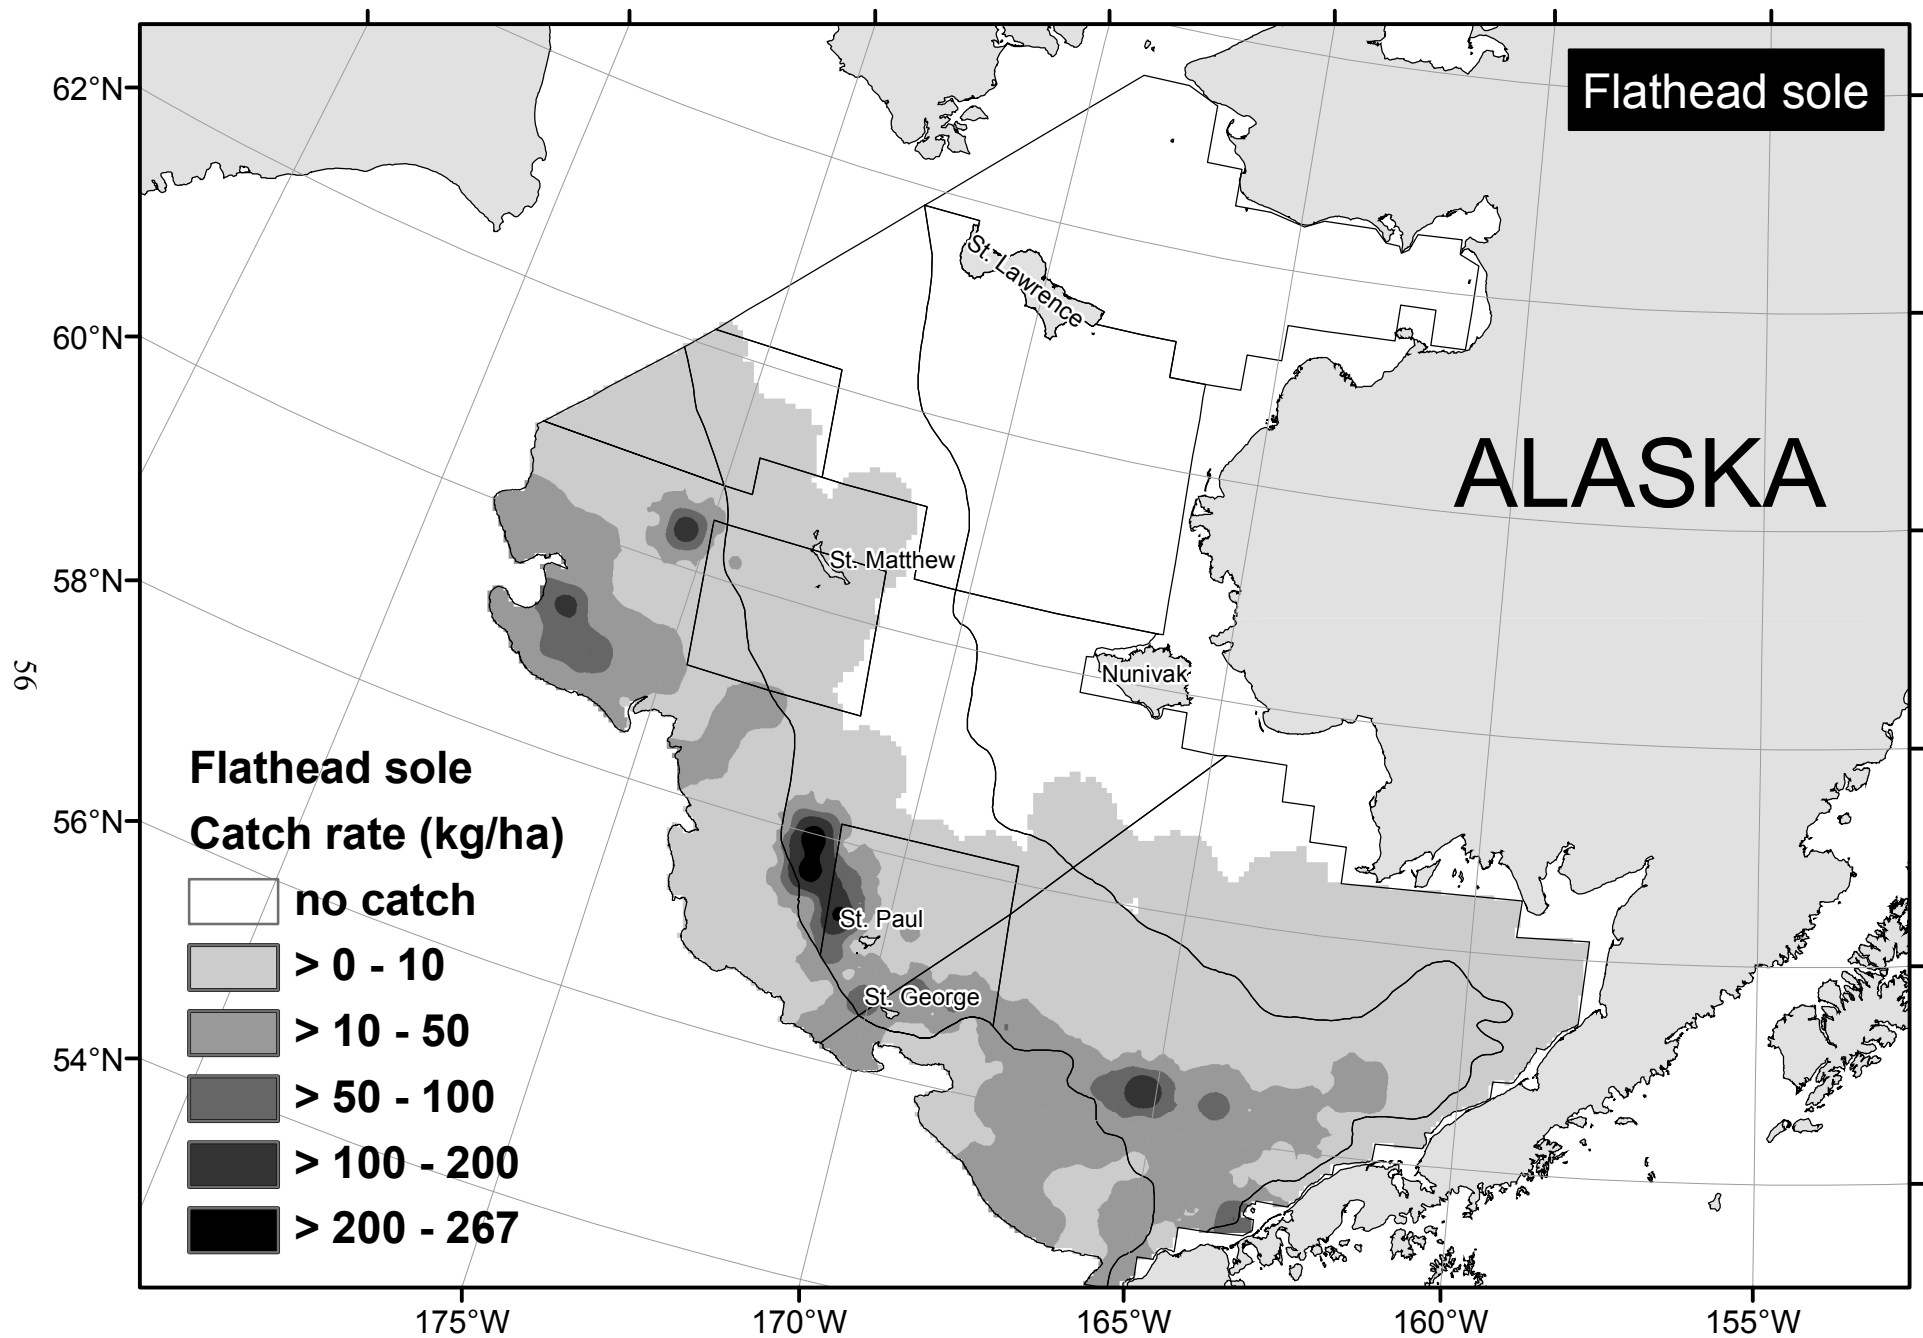 Flathead sole
62°N
60°N
58°N
56°N
54°N
St. Lawrence
ALASKA
St. Matthew
Nunivak
St. Paul
St. George
56
Flathead sole
Catch rate (kg/ha)
no catch
> 0 - 10
> 10 - 50
> 50 - 100
> 100 - 200
> 200 - 267
175°W
170°W
165°W
160°W
155°W